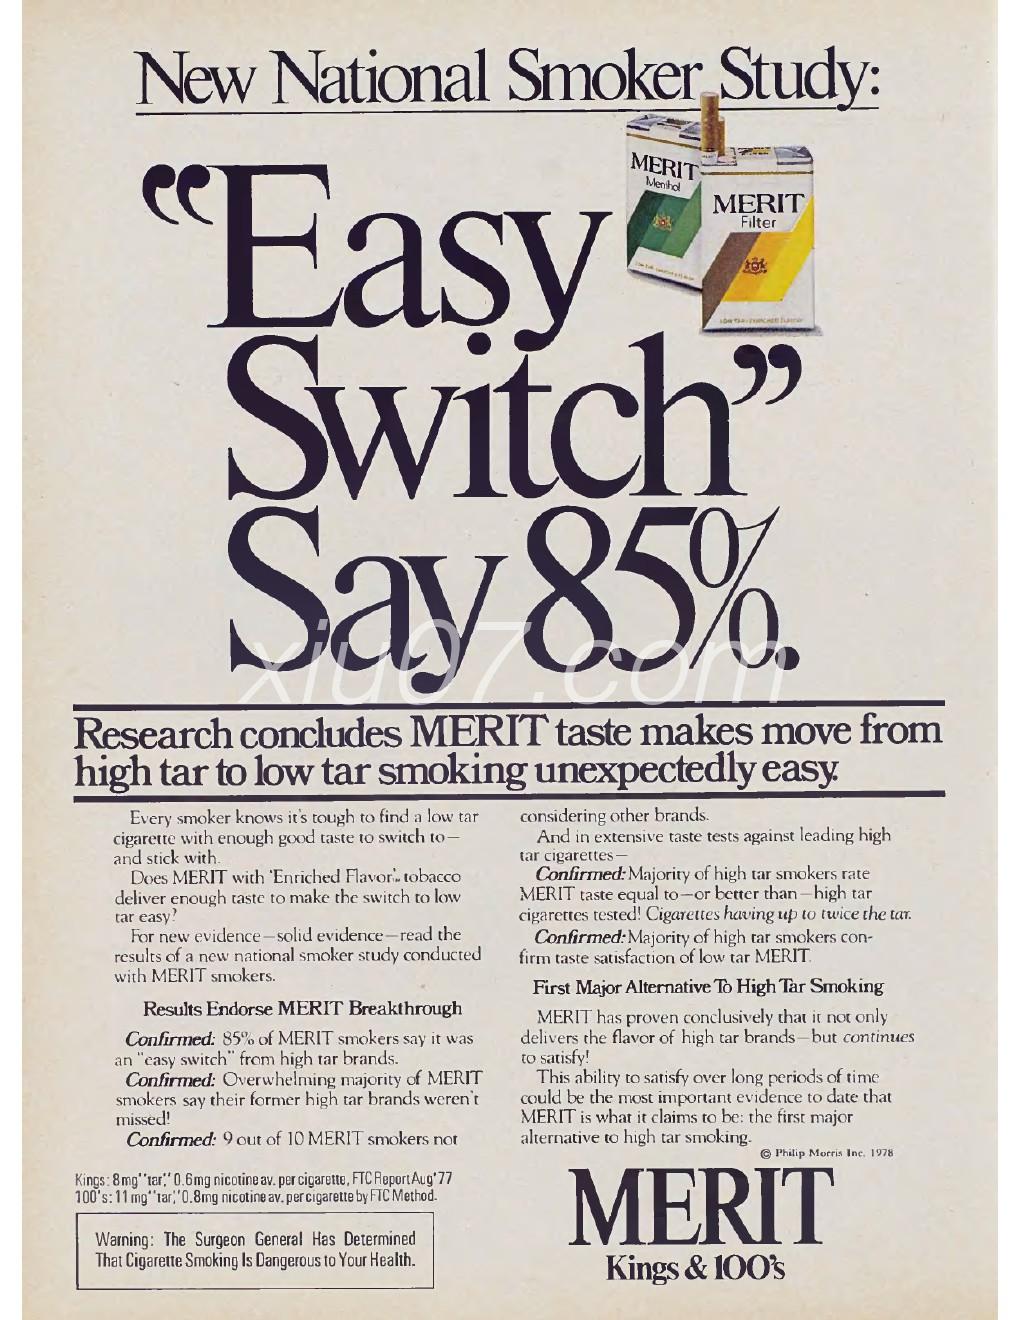 New National Smoker Study:
MERIT
Menthol
MERIT
Filter
“Easy
Switch”
Say 85%.
xiu07.com
Research concludes MERIT taste makes move from
high tar to low tar smoking unexpectedly easy.
Every smoker knows it's tough to find a low tar
cigarette with enough good taste to switch to—
and stick with.
Does MERIT with 'Enriched Flavor'™ tobacco
deliver enough taste to make the switch to low
tar easy?
For new evidence—solid evidence—read the
results of a new national smoker study conducted
with MERIT smokers.
Results Endorse MERIT Breakthrough
Confirmed: 85% of MERIT smokers say it was
an "easy switch" from high tar brands.
Confirmed: Overwhelming majority of MERIT
smokers say their former high tar brands weren't
missed!
Confirmed: 9 out of 10 MERIT smokers not
considering other brands.
And in extensive taste tests against leading high
tar cigarettes—
Confirmed: Majority of high tar smokers rate
MERIT taste equal to—or better than—high tar
cigarettes tested! Cigarettes having up to twice the tar.
Confirmed: Majority of high tar smokers con-
firm taste satisfaction of low tar MERIT.
First Major Alternative To High Tar Smoking
MERIT has proven conclusively that it not only
delivers the flavor of high tar brands—but continues
to satisfy!
This ability to satisfy over long periods of time
could be the most important evidence to date that
MERIT is what it claims to be: the first major
alternative to high tar smoking.
© Philip Morris Inc. 1978
Kings: 8 mg "tar," 0.6 mg nicotine av. per cigarette, FTC Report Aug '77
100's: 11 mg "tar," 0.8 mg nicotine av. per cigarette by FTC Method.
Warning: The Surgeon General Has Determined
That Cigarette Smoking Is Dangerous to Your Health.
MERIT
Kings & 100's